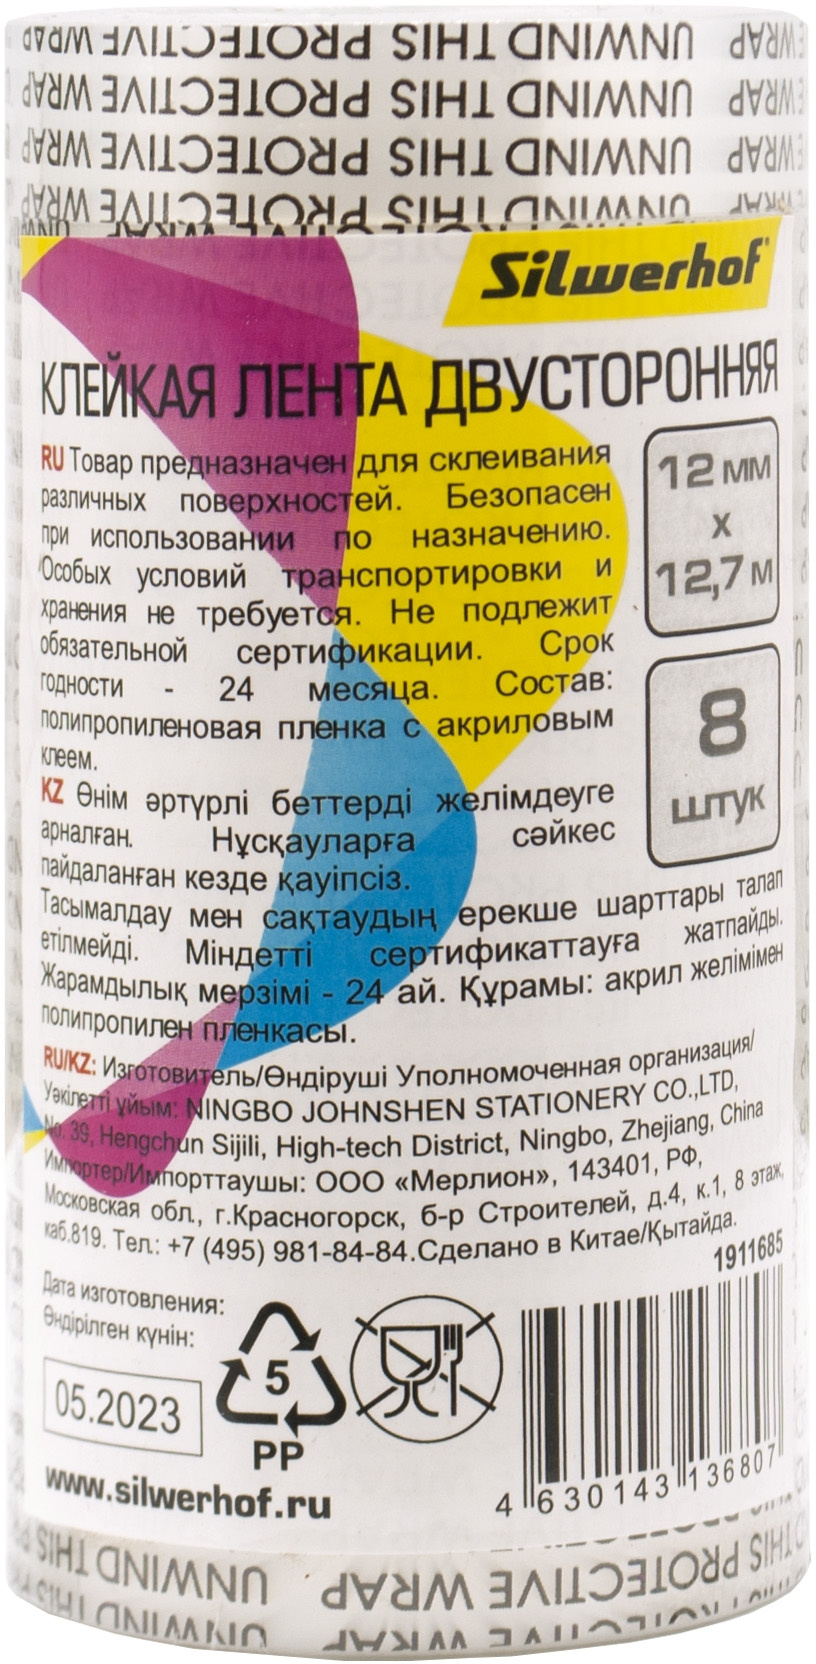 UNWIND THIS PROTECTIVE WRAP
UNWIND THIS PROTECTIVE WRAP
UNWIND THIS PROTECTIVE WRAP
UNWIND THIS PROTECTIVE WRAP
Silwerhof
КЛЕЙКАЯ ЛЕНТА ДВУСТОРОННЯЯ
RU Товар предназначен для склеивания
различных поверхностей. Безопасен
при использовании по назначению.
Особых условий транспортировки и
хранения не требуется. Не подлежит
обязательной сертификации. Срок
годности - 24 месяца. Состав:
полипропиленовая пленка с акриловым
клеем.
12 мм
x
12,7 м
8
штук
KZ Өнім әртүрлі беттерді желімдеуге
арналған. Нұсқауларға сәйкес
пайдаланған кезде қауіпсіз.
Тасымалдау мен сақтаудың ерекше шарттары талап
етілмейді. Міндетті сертификаттауға жатпайды.
Жарамдылық мерзімі - 24 ай. Құрамы: акрил желімімен
полипропилен пленкасы.
RU/KZ: Изготовитель/Өндіруші Уполномоченная организация/
Уәкілетті ұйым: NINGBO JOHNSHEN STATIONERY CO.,LTD,
No. 39, Hengchun Sijili, High-tech District, Ningbo, Zhejiang, China
Импортер/Импорттаушы: ООО «Мерлион», 143401, РФ,
Московская обл., г.Красногорск, б-р Строителей, д.4, к.1, 8 этаж,
каб.819. Тел.: +7 (495) 981-84-84.Сделано в Китае/Қытайда.
1911685
Дата изготовления:
Өндірілген күнін:
05.2023
5
PP
www.silwerhof.ru
4 630143 136807
UNWIND THIS PROTECTIVE WRAP
THIS PROTECTIVE WRAP